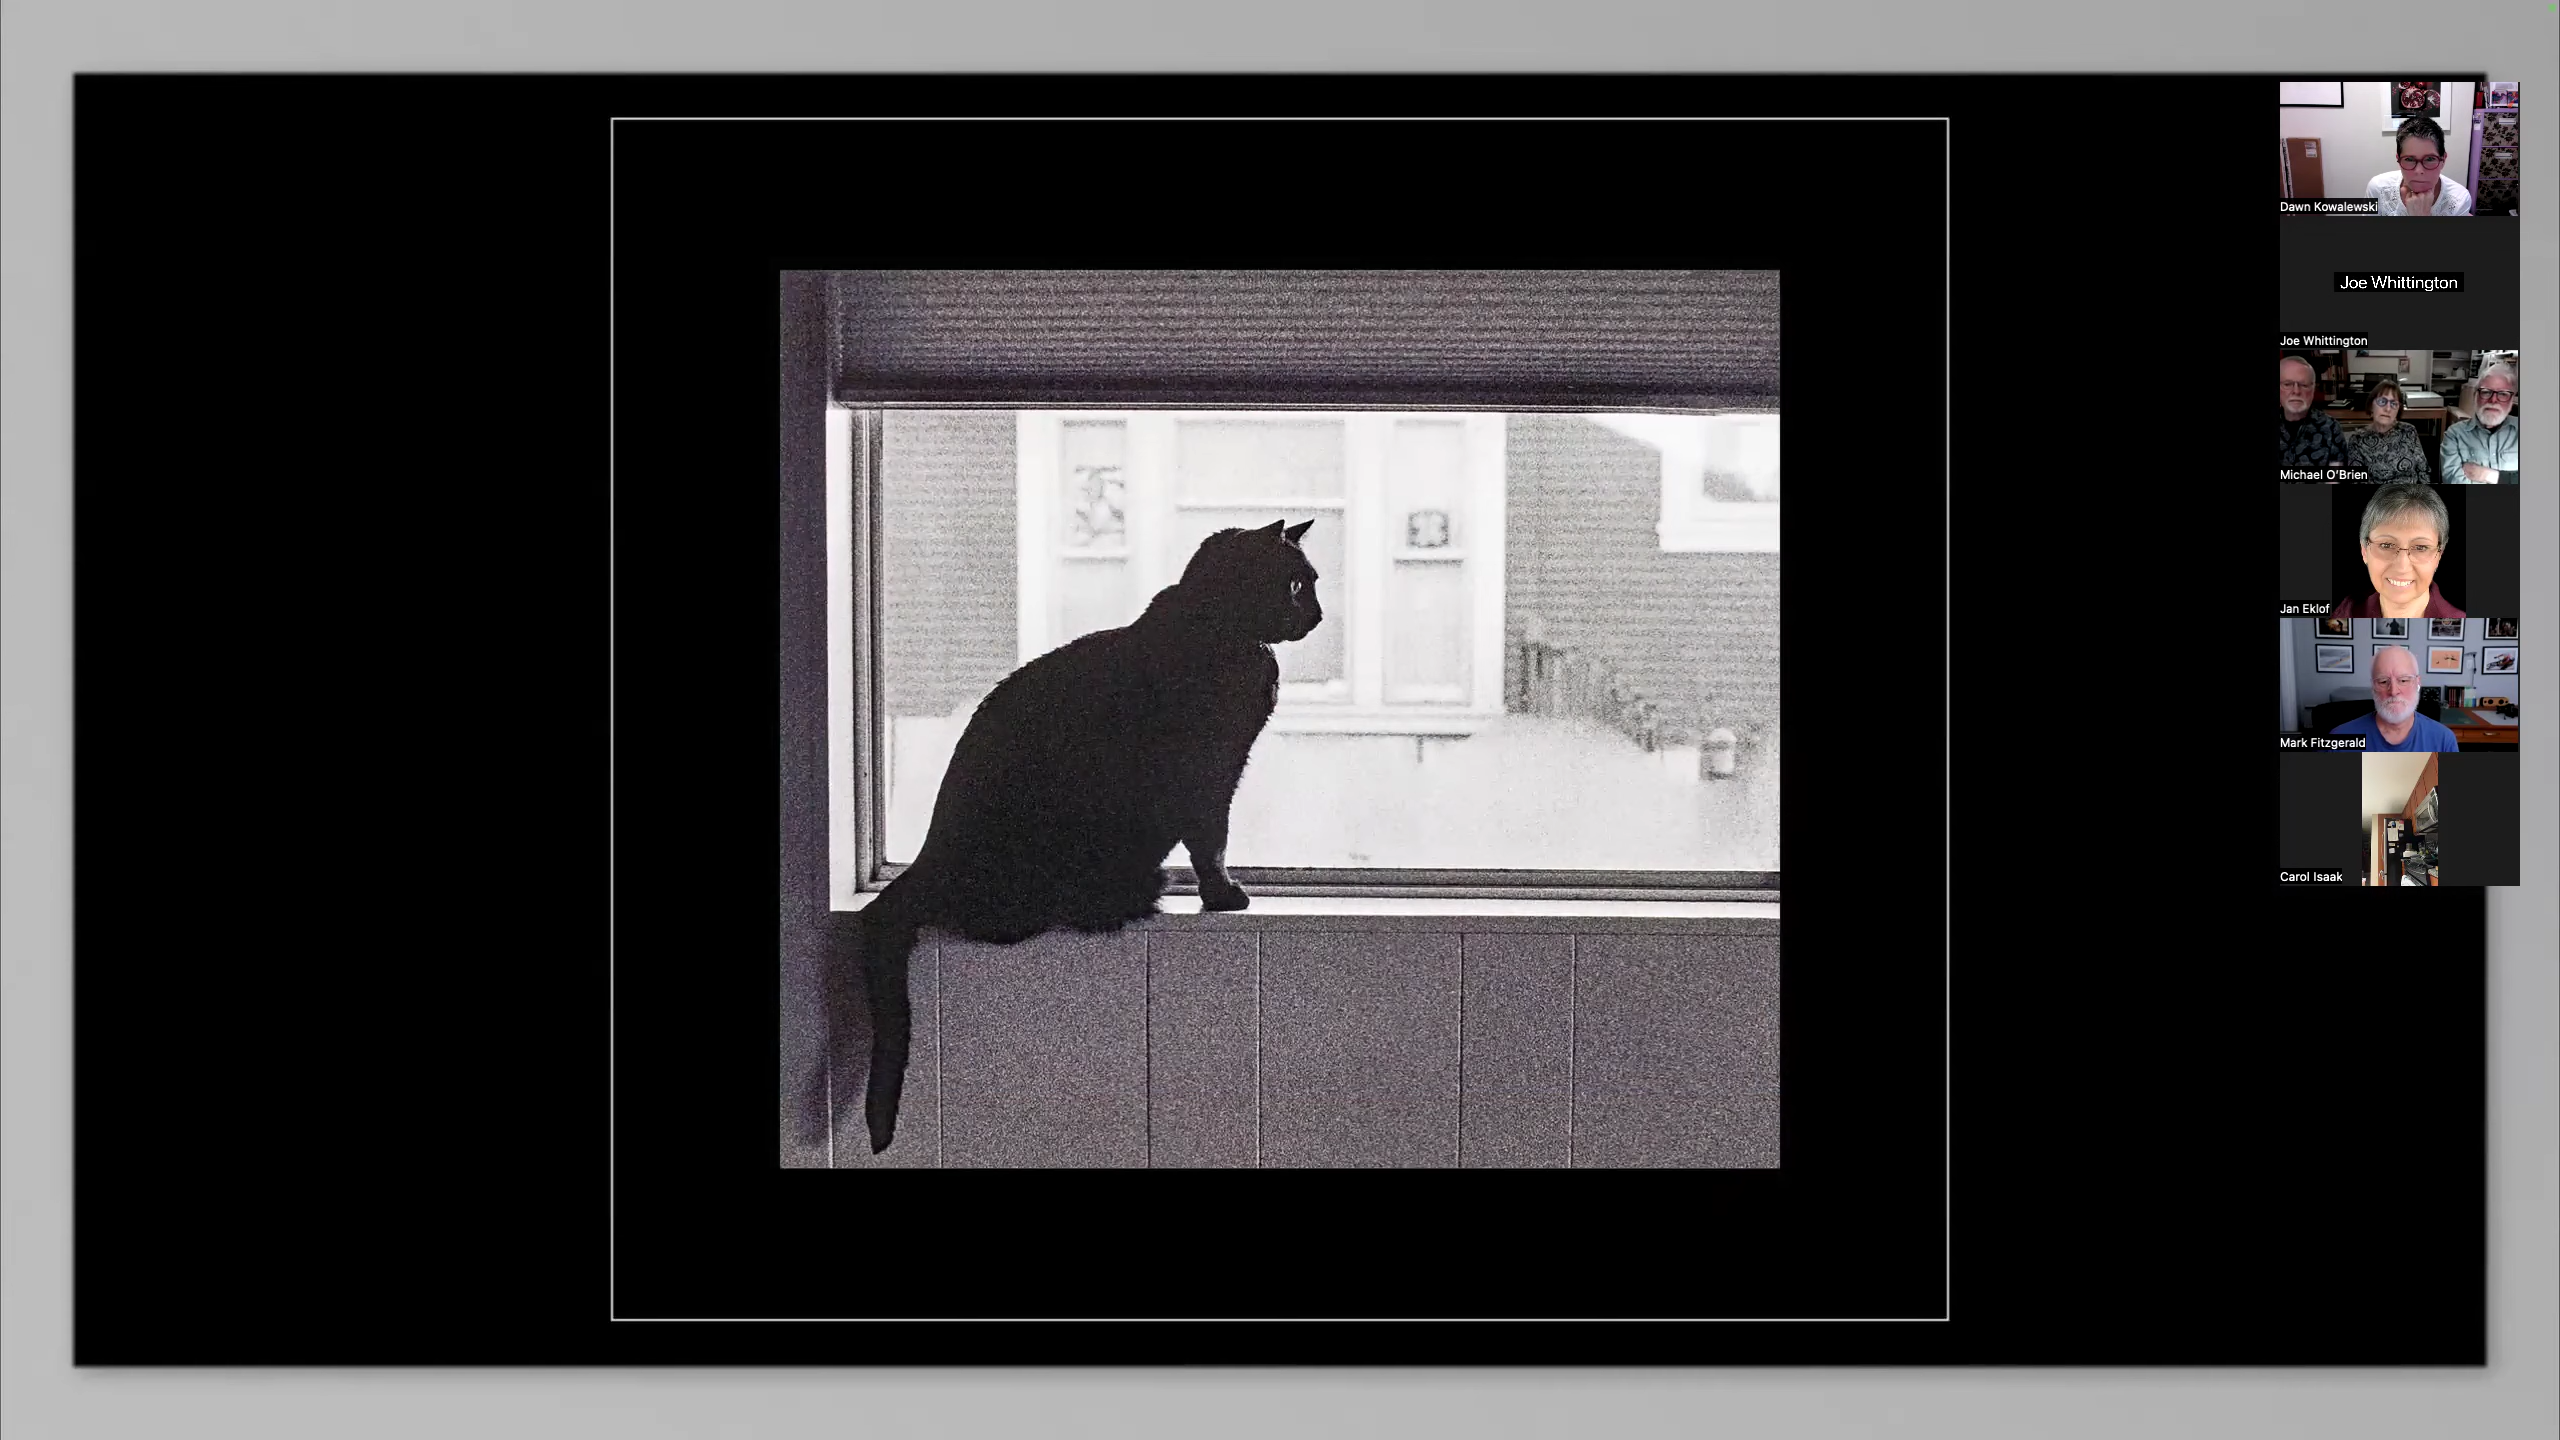 Dawn Kowalewski
Joe Whittington
Joe Whittington
Michael O'Brien
Jan Eklof
Mark Fitzgerald
Carol Isaak